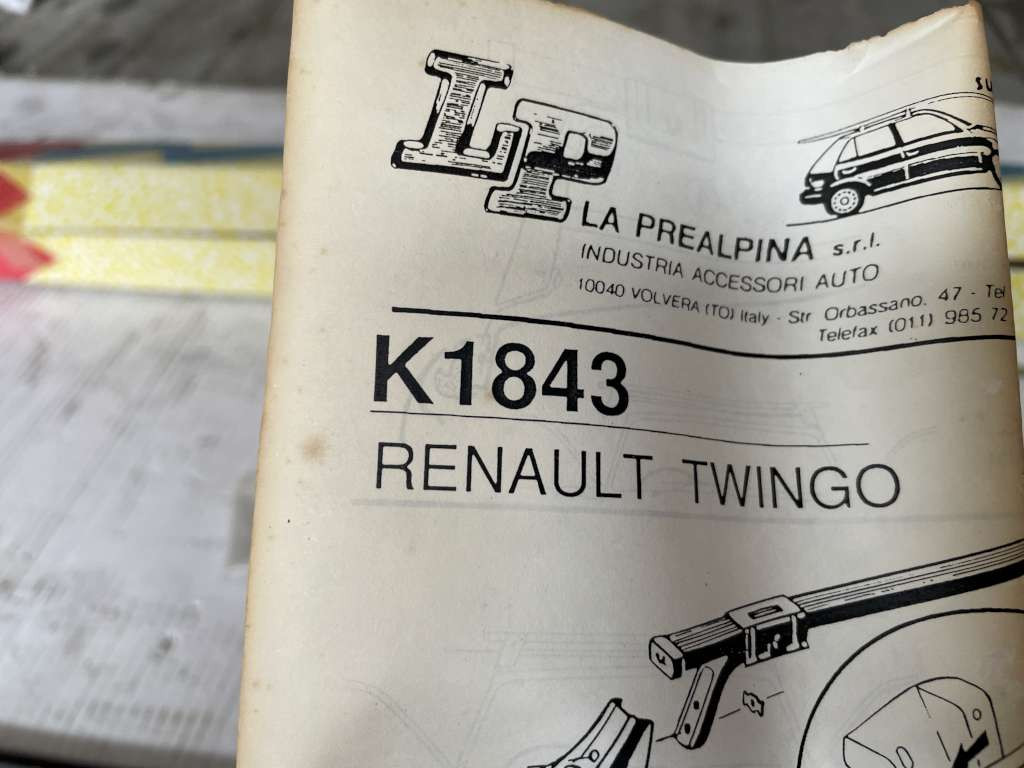 LP
LA PREALPINA s.r.l.
INDUSTRIA ACCESSORI AUTO
10040 VOLVERA (TO) Italy - Str Orbassano, 47 - Tel
Telefax (011) 985 72
K1843
RENAULT TWINGO